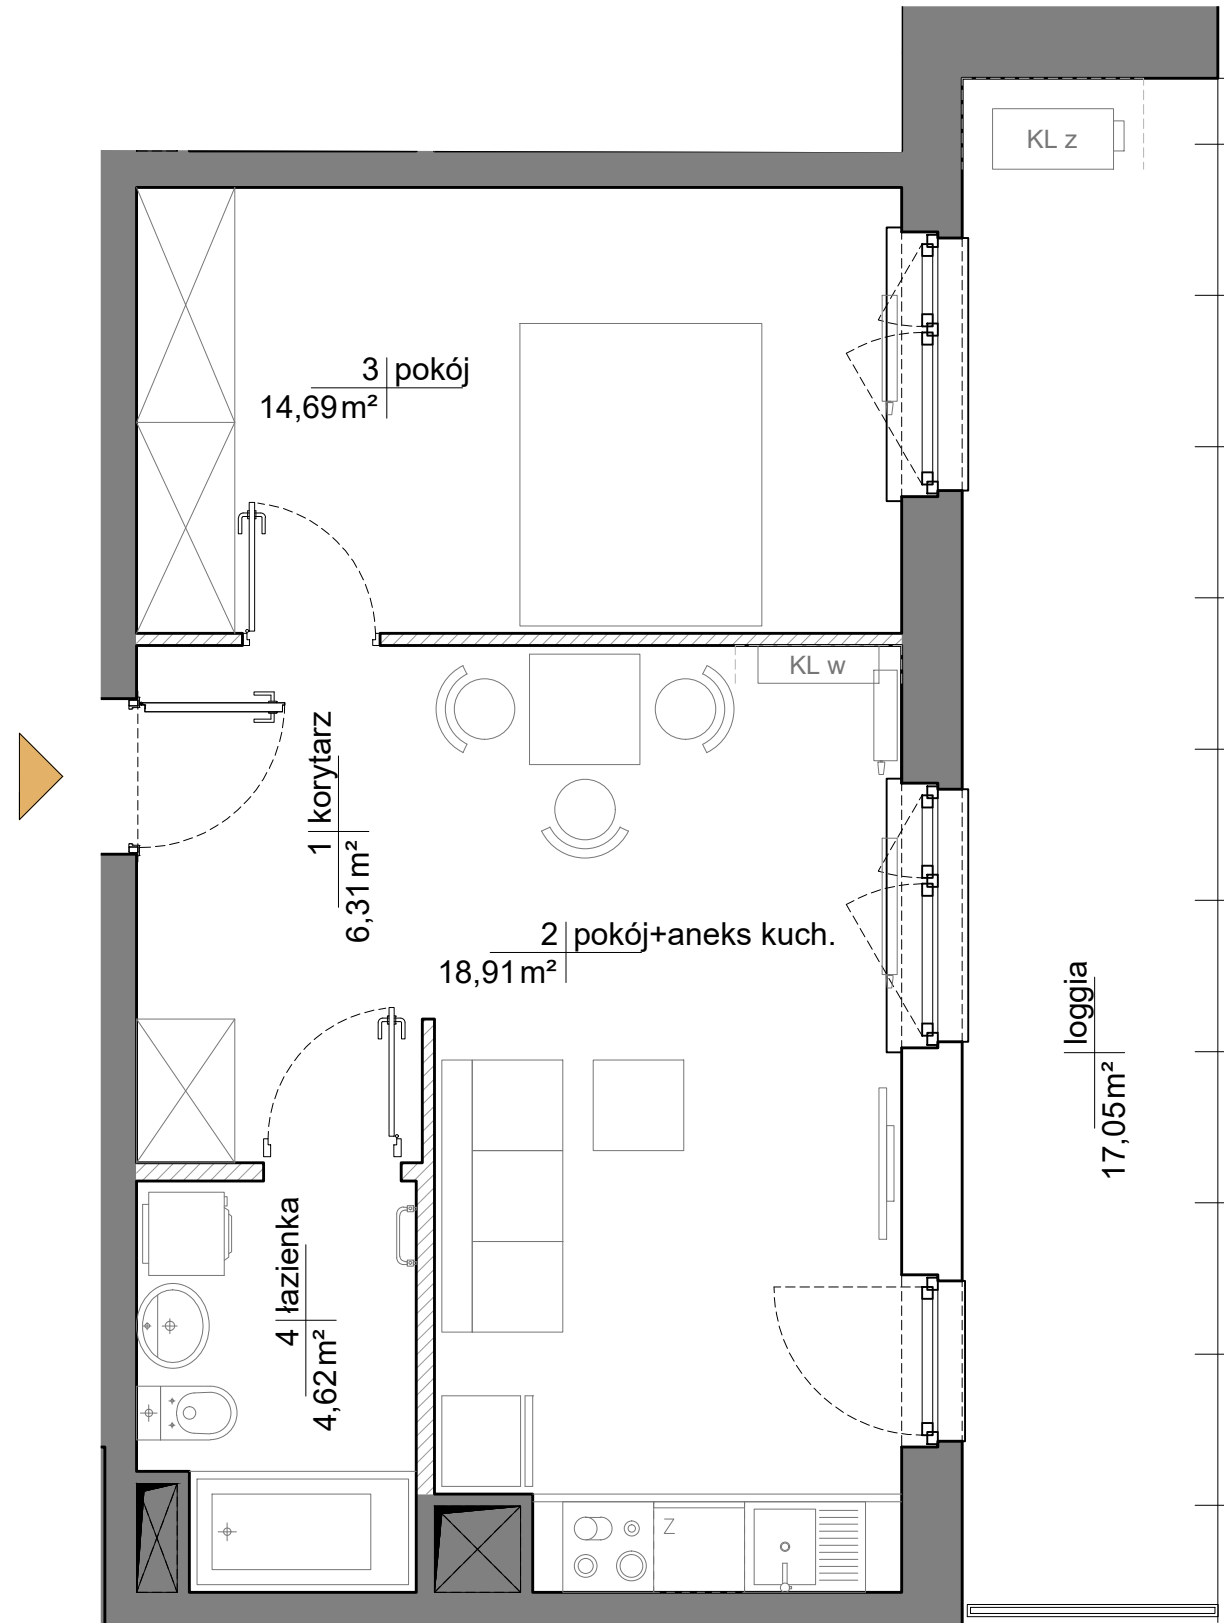 KL z
3 pokój
14,69 m²
KL w
1 korytarz
6,31 m²
2 pokój+aneks kuch.
18,91 m²
loggia
17,05 m²
4 łazienka
4,62 m²
Z